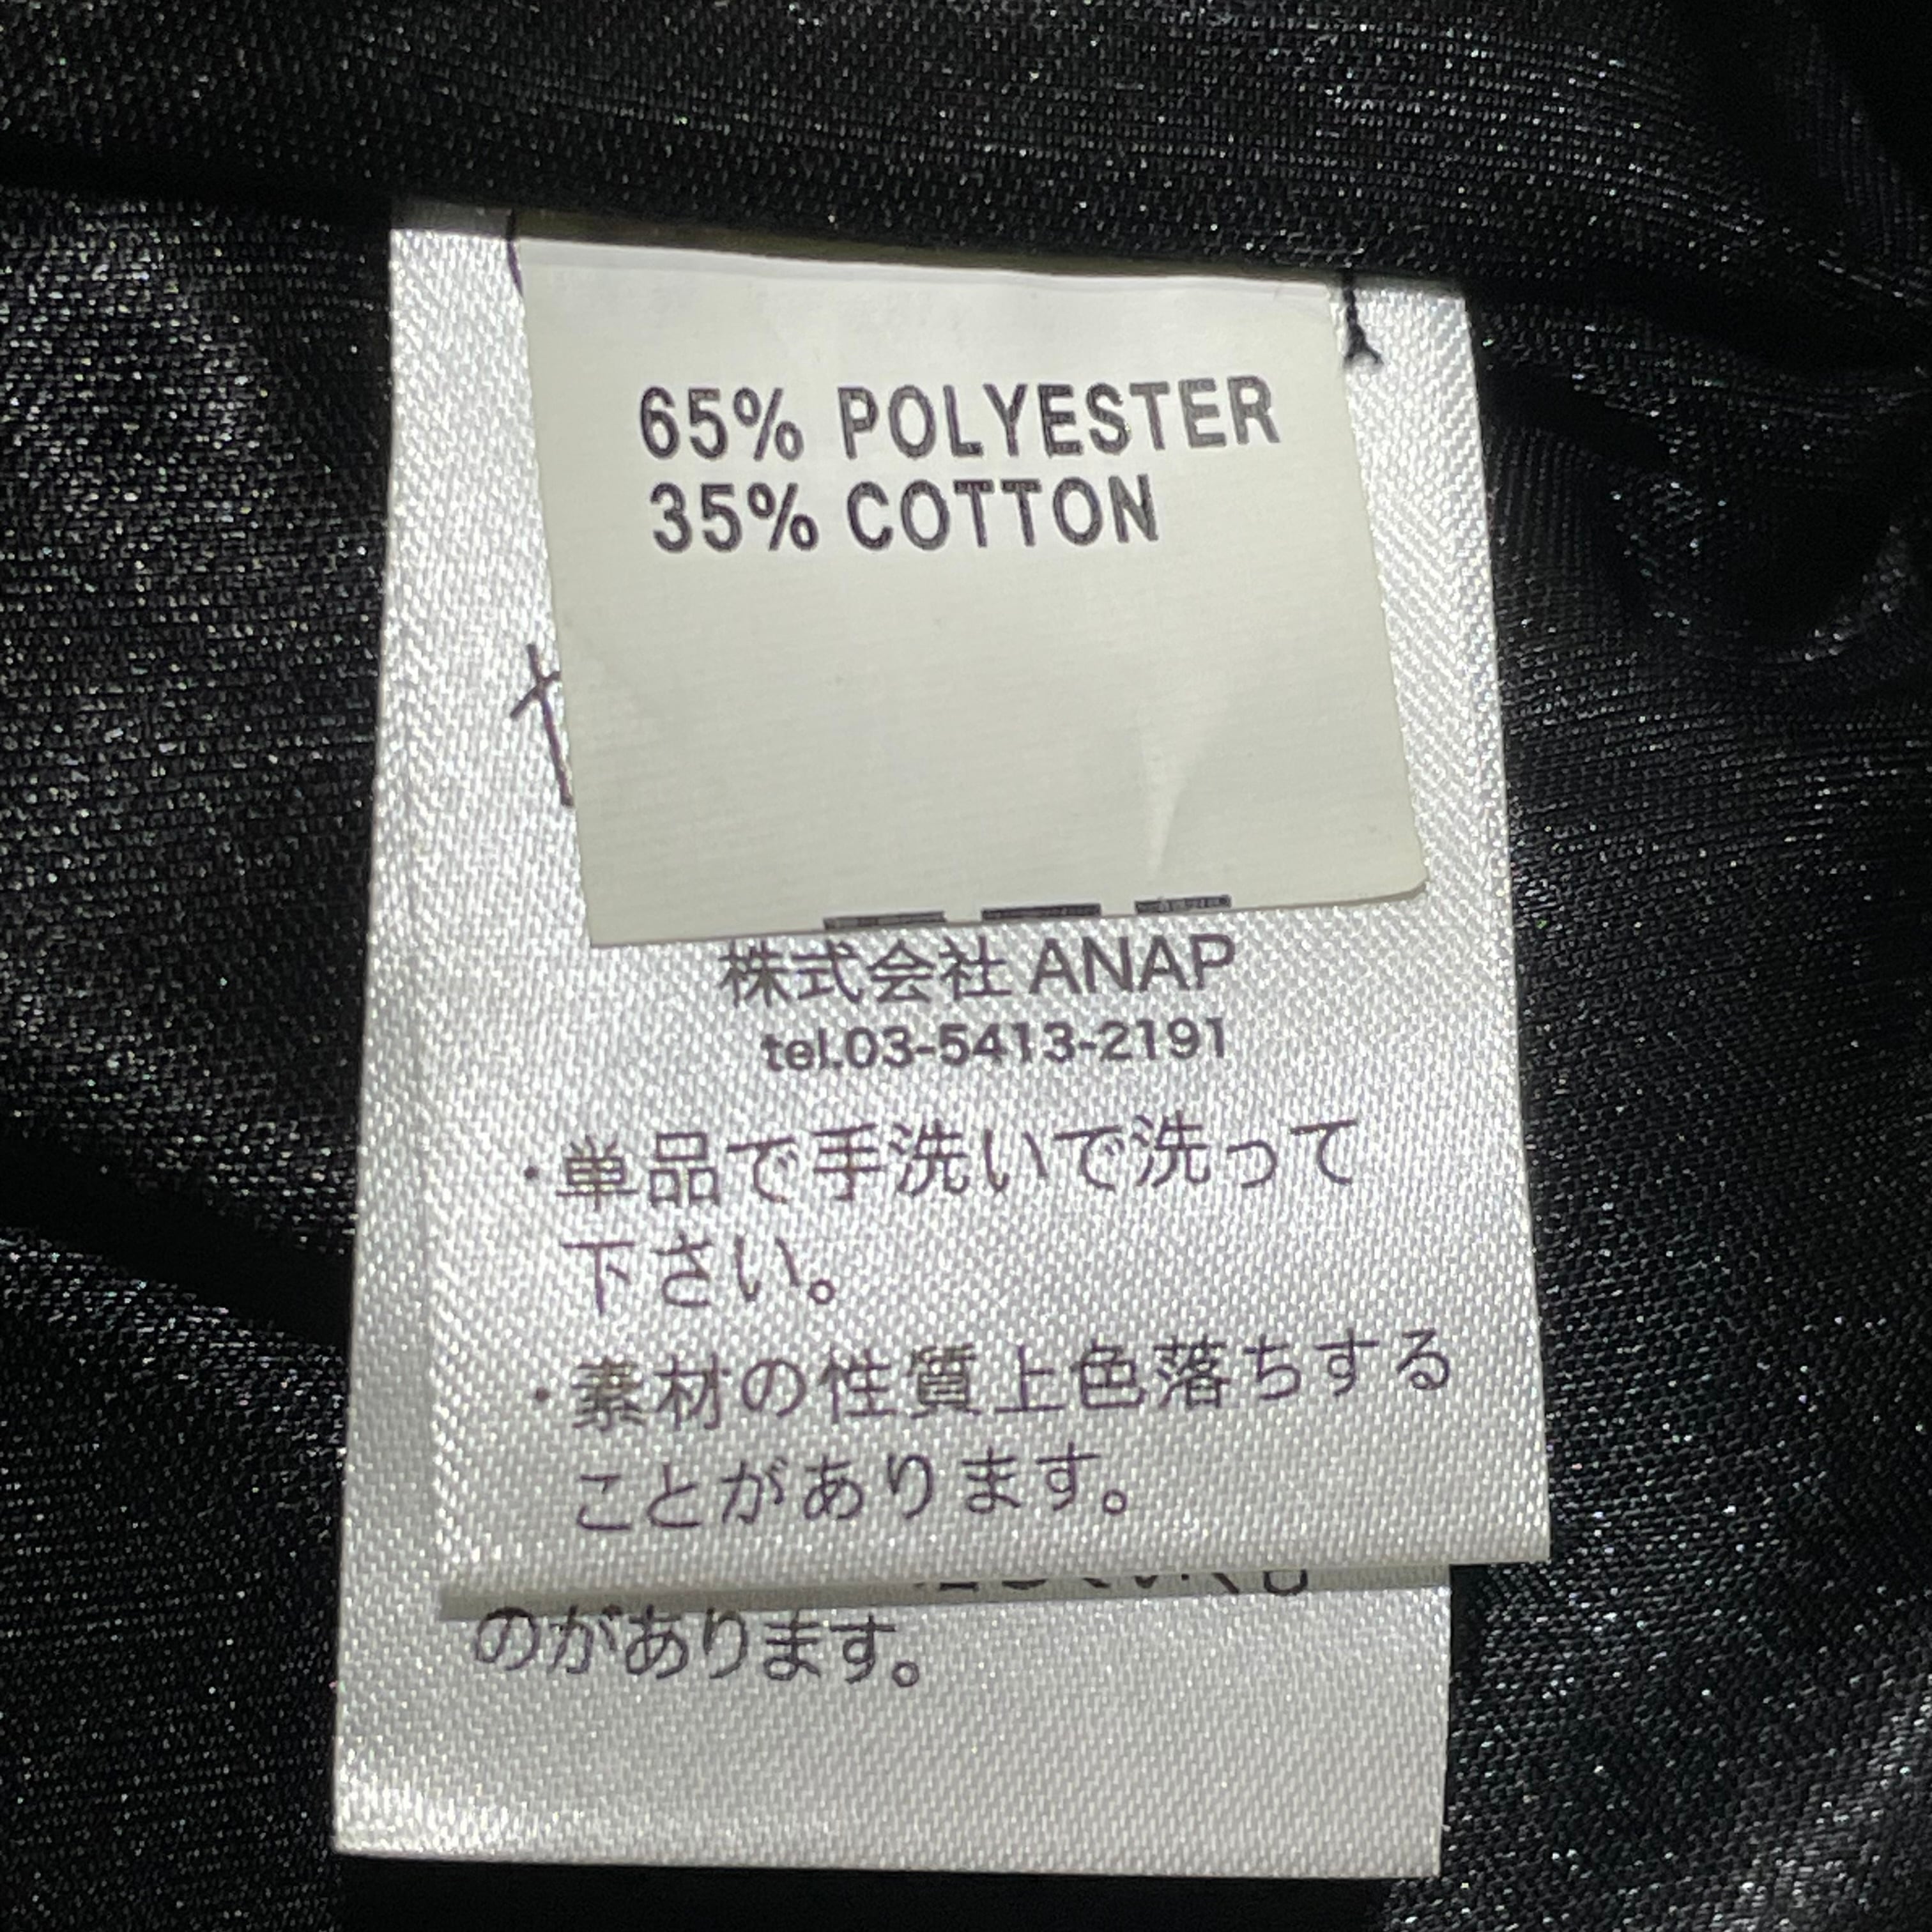 65% POLYESTER
35% COTTON
株式会社 ANAP
tel.03-5413-2191
・単品で手洗いで洗って
下さい。
・素材の性質上色落ちする
ことがあります。
のがあります。